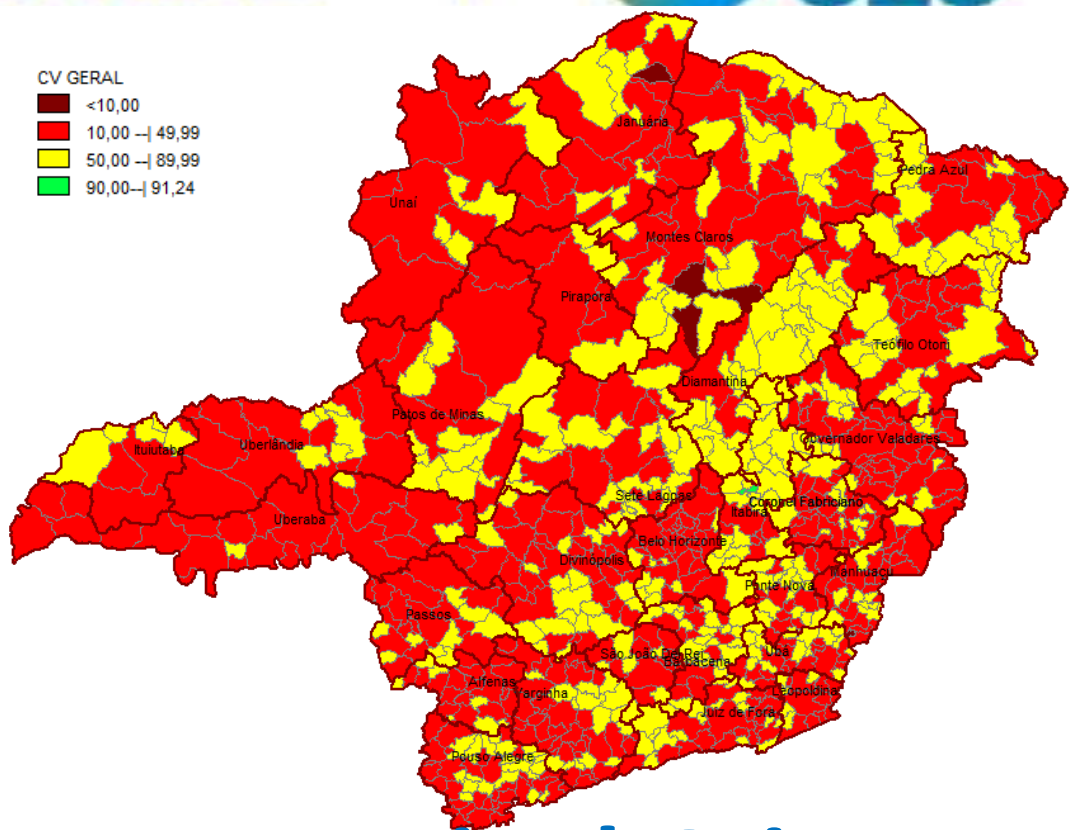 CV GERAL
<10,00
10,00 --| 49,99
50,00 --| 89,99
90,00--| 91,24
Januária
Pedra Azul
Unaí
Montes Claros
Pirapora
Teófilo Otoni
Diamantina
Patos de Minas
Governador Valadares
Uberlândia
Ituiutaba
Sete Lagoas
Coronel Fabriciano
Itabira
Uberaba
Belo Horizonte
Divinópolis
Manhuaçu
Ponte Nova
Passos
São João Del Rei
Ubá
Barbacena
Alfenas
Varginha
Leopoldina
Juiz de Fora
Pouso Alegre